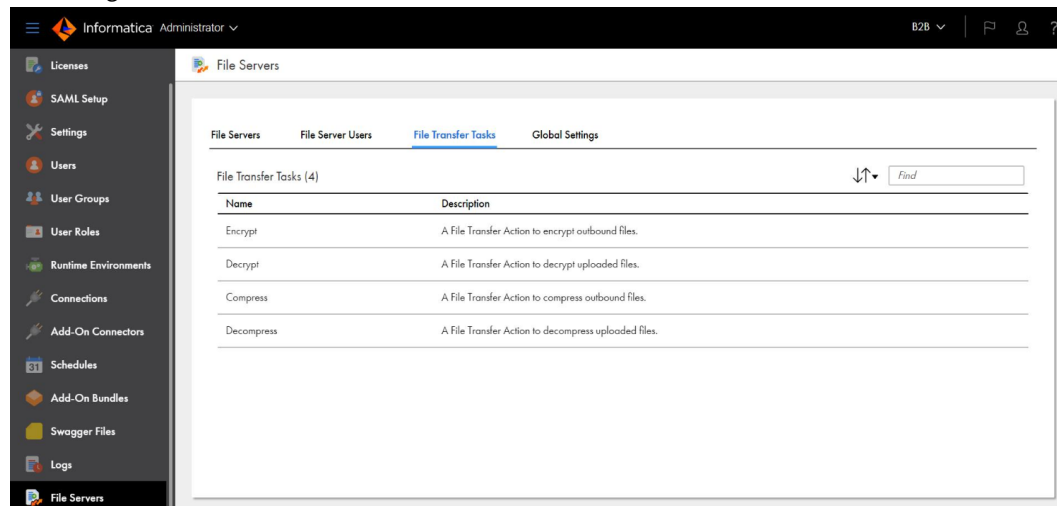 Informatica Administrator
B2B
?
Licenses
SAML Setup
Settings
Users
User Groups
User Roles
Runtime Environments
Connections
Add-On Connectors
31
Schedules
Add-On Bundles
Swagger Files
Logs
File Servers
File Servers
File Servers File Server Users File Transfer Tasks Global Settings
File Transfer Tasks (4)
Find
Name Description
Encrypt A File Transfer Action to encrypt outbound files.
Decrypt A File Transfer Action to decrypt uploaded files.
Compress A File Transfer Action to compress outbound files.
Decompress A File Transfer Action to decompress uploaded files.